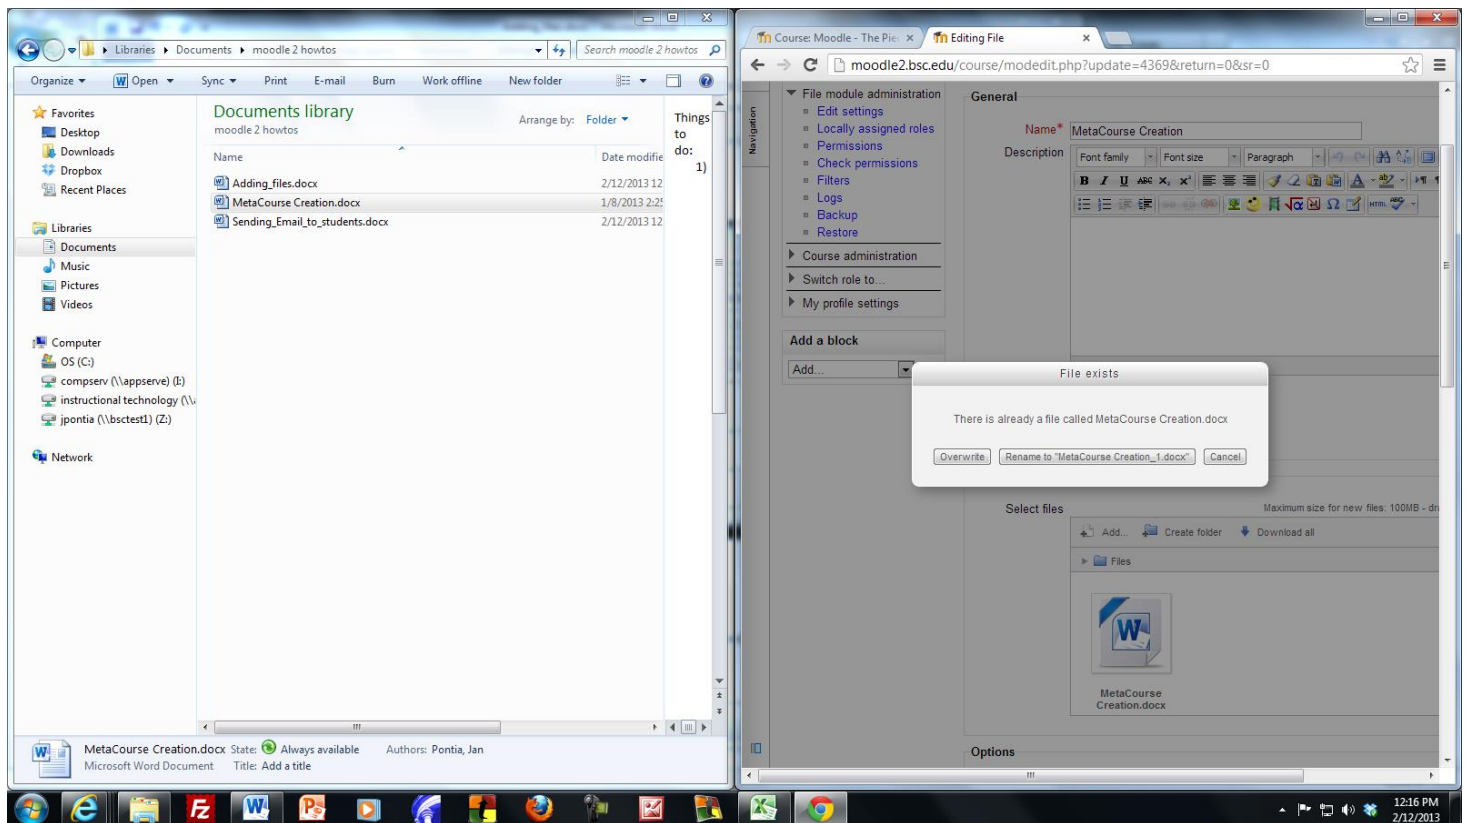 Libraries Documents moodle 2 howtos
Search moodle 2 howtos
Organize Open Sync Print E-mail Burn Work offline New folder
Favorites
Desktop
Downloads
Dropbox
Recent Places
Libraries
Documents
Music
Pictures
Videos
Computer
OS (C:)
compserv (\\appserve) (I:)
instructional technology (\\
jpontia (\\bsctest1) (Z:)
Network
Documents library
moodle 2 howtos
Arrange by: Folder
Name Date modifie
Adding_files.docx 2/12/2013 12
MetaCourse Creation.docx 1/8/2013 2:2
Sending_Email_to_students.docx 2/12/2013 12
Things
to
do:
1)
MetaCourse Creation.docx State: Always available Authors: Pontia, Jan
Microsoft Word Document Title: Add a title
Course: Moodle - The Pie Editing File
moodle2.bsc.edu/course/modedit.php?update=4369&return=0&sr=0
Navigation
File module administration
Edit settings
Locally assigned roles
Permissions
Check permissions
Filters
Logs
Backup
Restore
Course administration
Switch role to...
My profile settings
Add a block
Add...
General
Name* MetaCourse Creation
Description Font family Font size Paragraph
B I U ABC
HTML
File exists
There is already a file called MetaCourse Creation.docx
Overwrite Rename to "MetaCourse Creation_1.docx" Cancel
Select files Maximum size for new files: 100MB - dr
Add... Create folder Download all
Files
MetaCourse
Creation.docx
Options
12:16 PM
2/12/2013